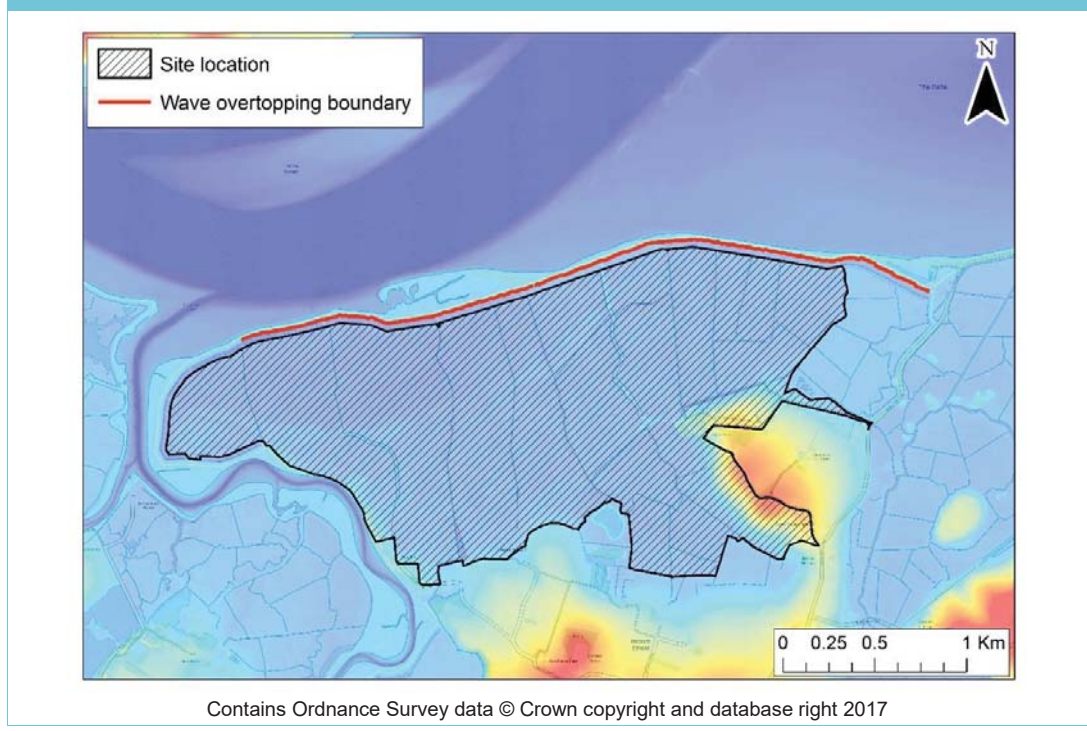 Site location
Wave overtopping boundary
N
0 0.25 0.5 1 Km
Contains Ordnance Survey data © Crown copyright and database right 2017